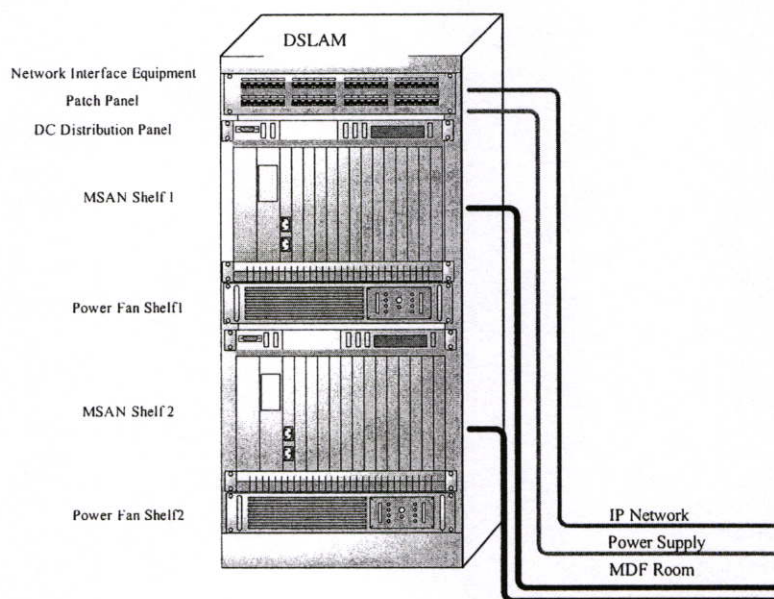 DSLAM
Network Interface Equipment
Patch Panel
DC Distribution Panel
MSAN Shelf 1
Power Fan Shelf1
MSAN Shelf 2
Power Fan Shelf2
IP Network
Power Supply
MDF Room